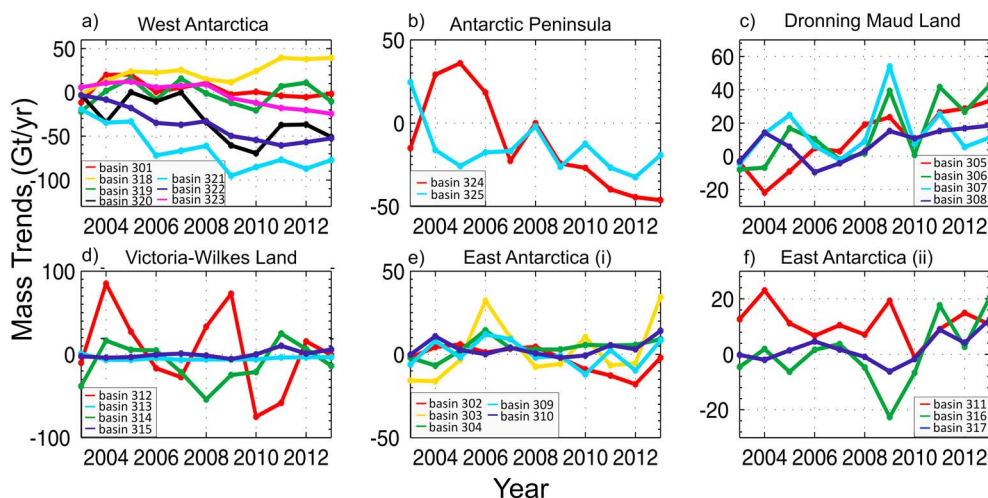 a) West Antarctica
50
0
-50
-100
basin 301
basin 318
basin 319
basin 320
basin 321
basin 322
basin 323
2004 2006 2008 2010 2012
b) Antarctic Peninsula
50
0
-50
basin 324
basin 325
2004 2006 2008 2010 2012
c) Dronning Maud Land
60
40
20
0
-20
basin 305
basin 306
basin 307
basin 308
2004 2006 2008 2010 2012
Mass Trends,(Gt/yr)
d) Victoria-Wilkes Land
100
0
-100
basin 312
basin 313
basin 314
basin 315
2004 2006 2008 2010 2012
e) East Antarctica (i)
50
0
-50
basin 302
basin 303
basin 304
basin 309
basin 310
2004 2006 2008 2010 2012
f) East Antarctica (ii)
20
0
-20
basin 311
basin 316
basin 317
2004 2006 2008 2010 2012
Year